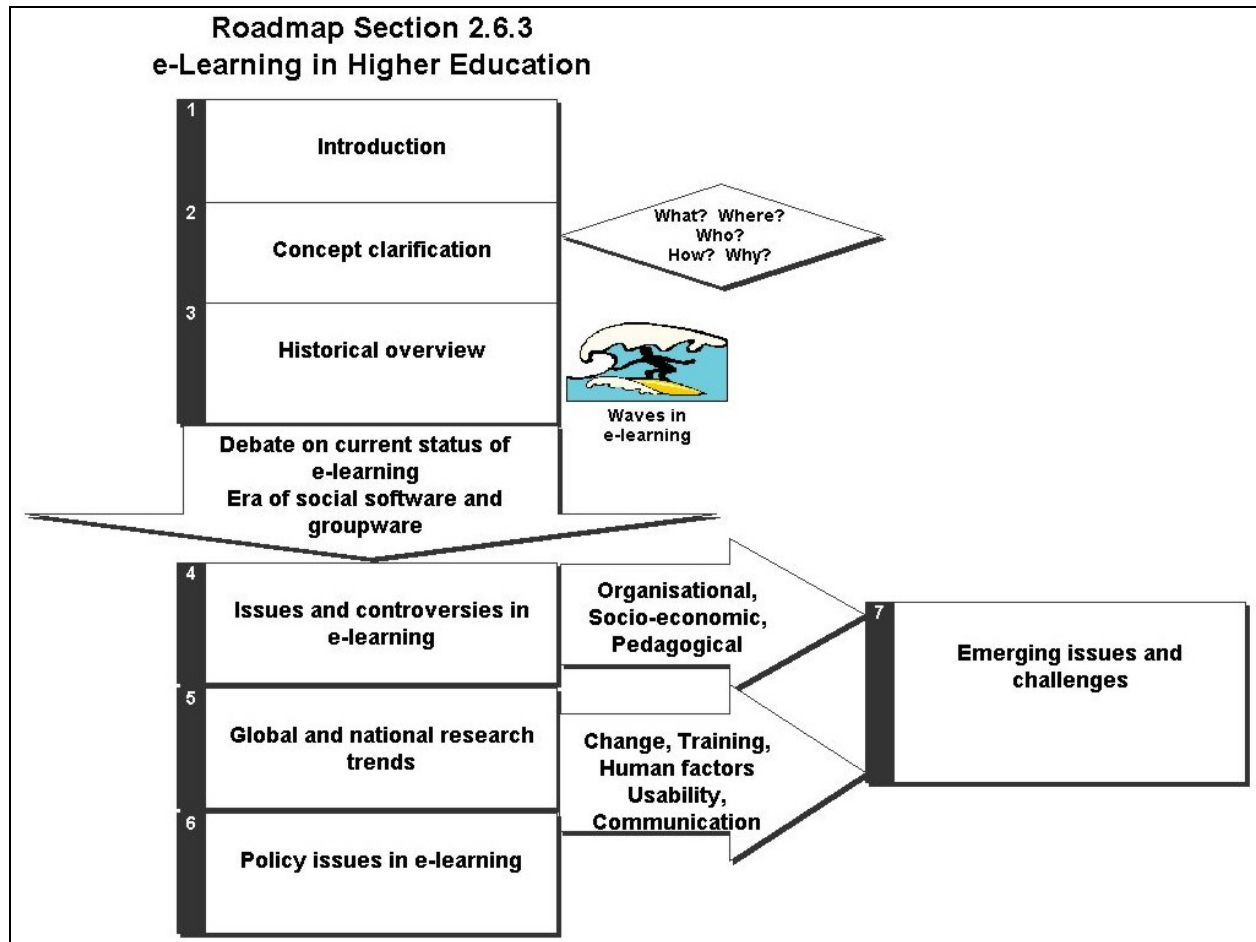 Roadmap Section 2.6.3
e-Learning in Higher Education
1
Introduction
2
Concept clarification
What? Where?
Who?
How? Why?
3
Historical overview
Waves in
e-learning
Debate on current status of
e-learning
Era of social software and
groupware
4
Issues and controversies in
e-learning
Organisational,
Socio-economic,
Pedagogical
5
Global and national research
trends
Change, Training,
Human factors
Usability,
Communication
6
Policy issues in e-learning
7
Emerging issues and
challenges